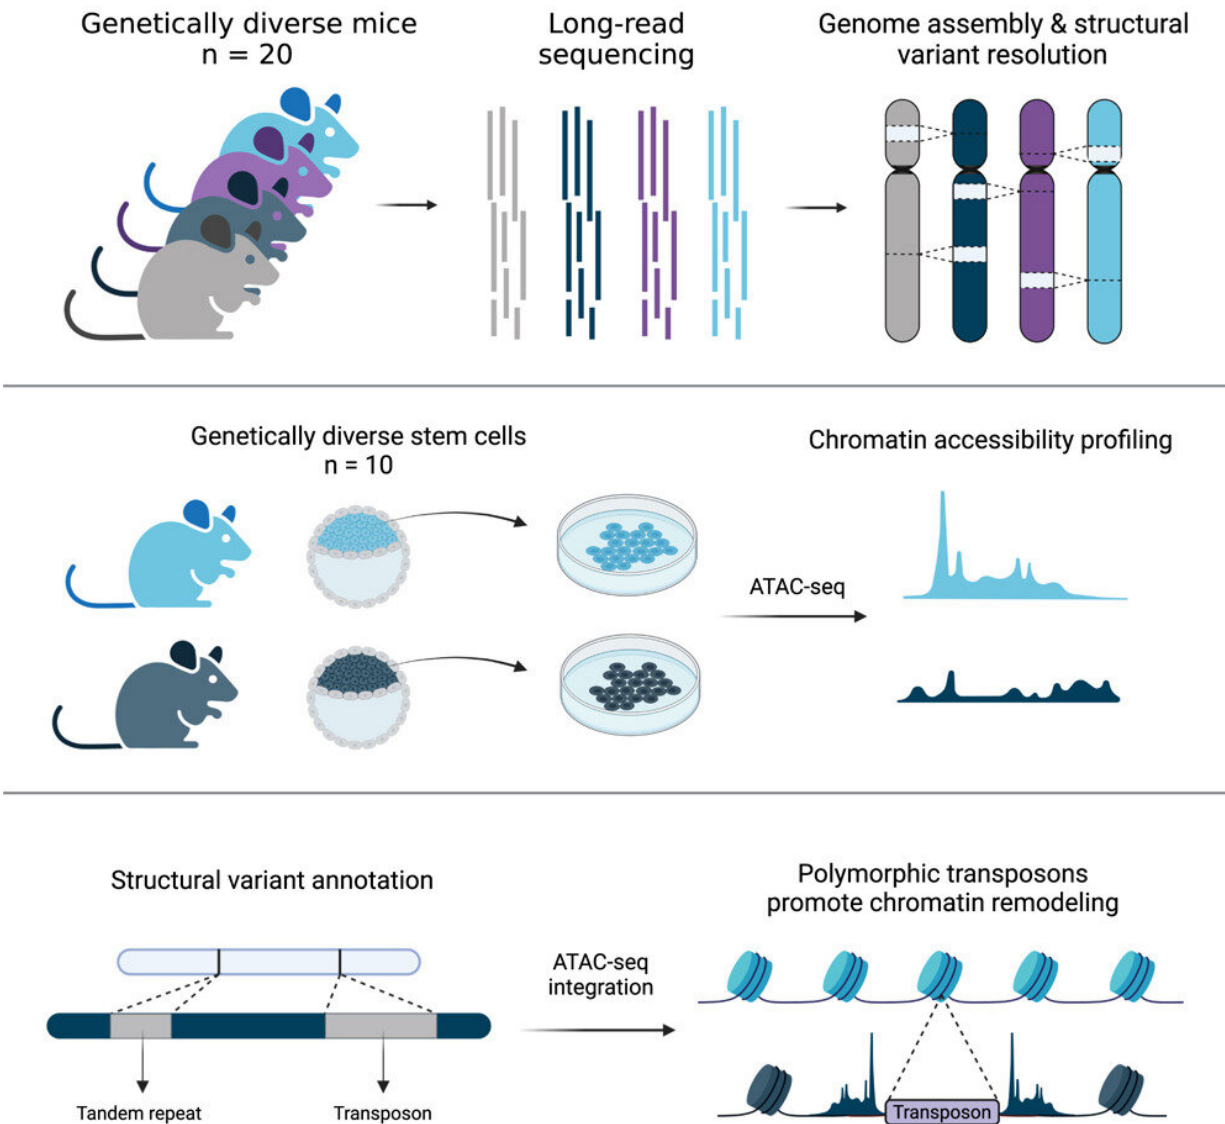 Genetically diverse mice
n = 20
Long-read
sequencing
Genome assembly & structural
variant resolution
Genetically diverse stem cells
n = 10
Chromatin accessibility profiling
ATAC-seq
Structural variant annotation
Polymorphic transposons
promote chromatin remodeling
ATAC-seq
integration
Tandem repeat
Transposon
Transposon